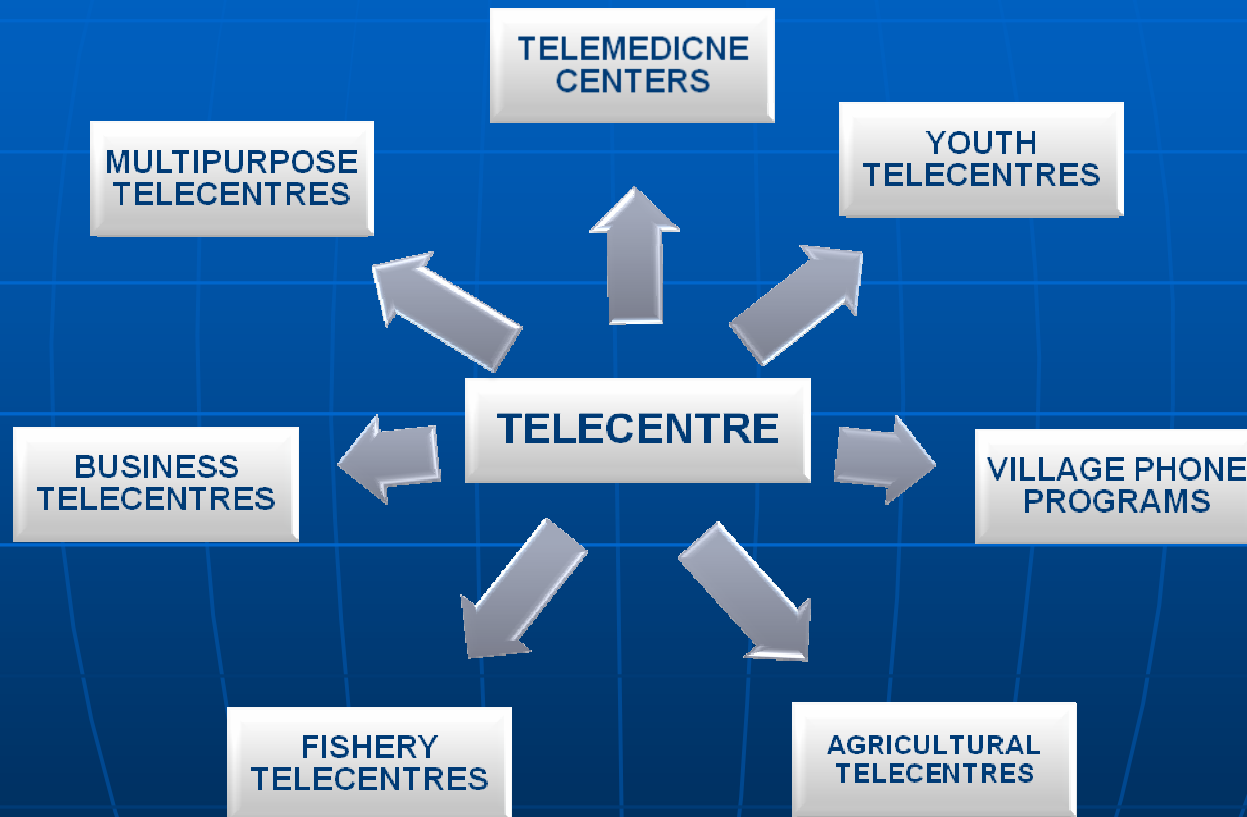 TELEMEDICNE
CENTERS
MULTIPURPOSE
TELECENTRES
YOUTH
TELECENTRES
TELECENTRE
BUSINESS
TELECENTRES
VILLAGE PHONE
PROGRAMS
FISHERY
TELECENTRES
AGRICULTURAL
TELECENTRES